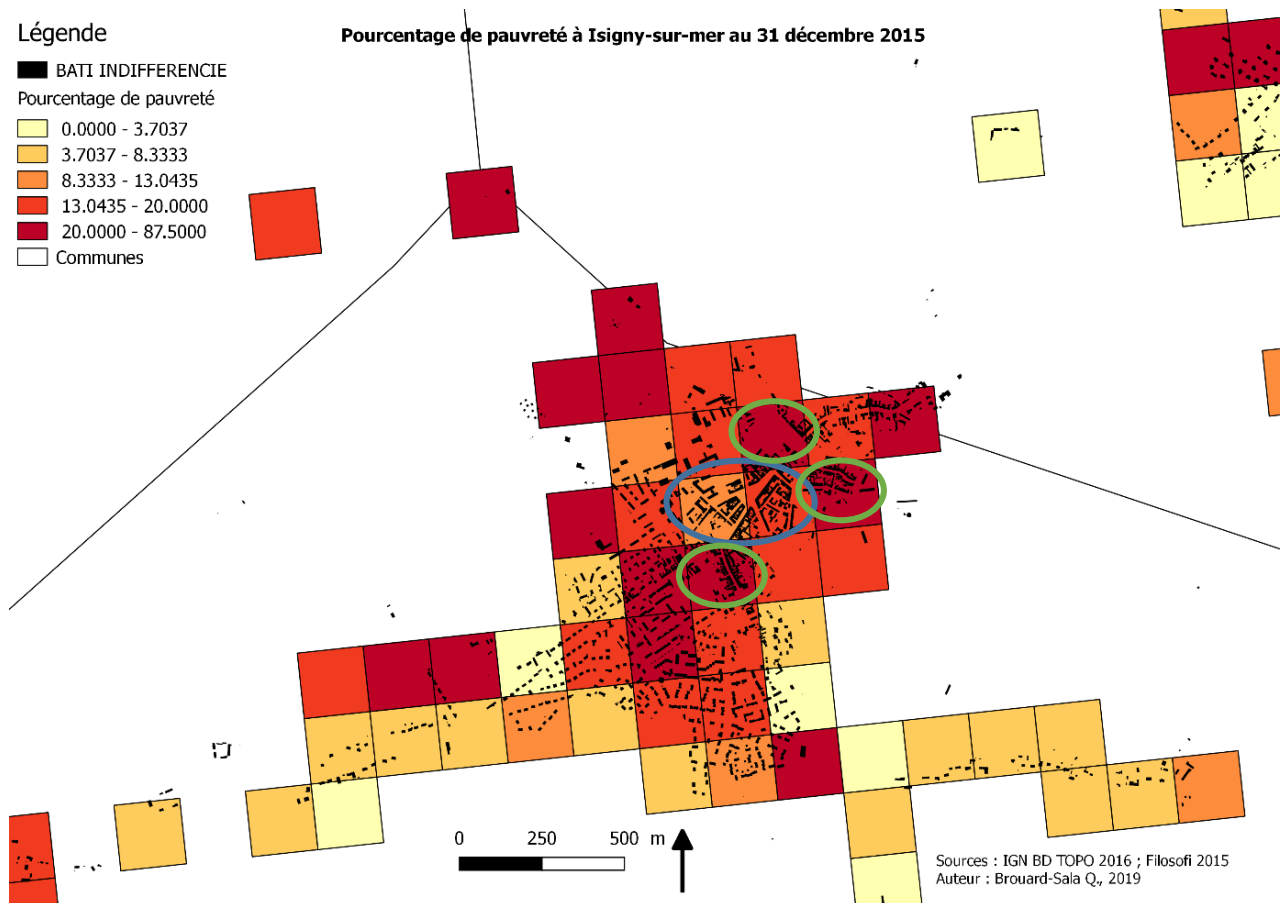 Légende
Pourcentage de pauvreté à Isigny-sur-mer au 31 décembre 2015
BATI INDIFFERENCIE
Pourcentage de pauvreté
0.0000 - 3.7037
3.7037 - 8.3333
8.3333 - 13.0435
13.0435 - 20.0000
20.0000 - 87.5000
Communes
0 250 500 m
Sources : IGN BD TOPO 2016 ; Filosofi 2015
Auteur : Brouard-Sala Q., 2019